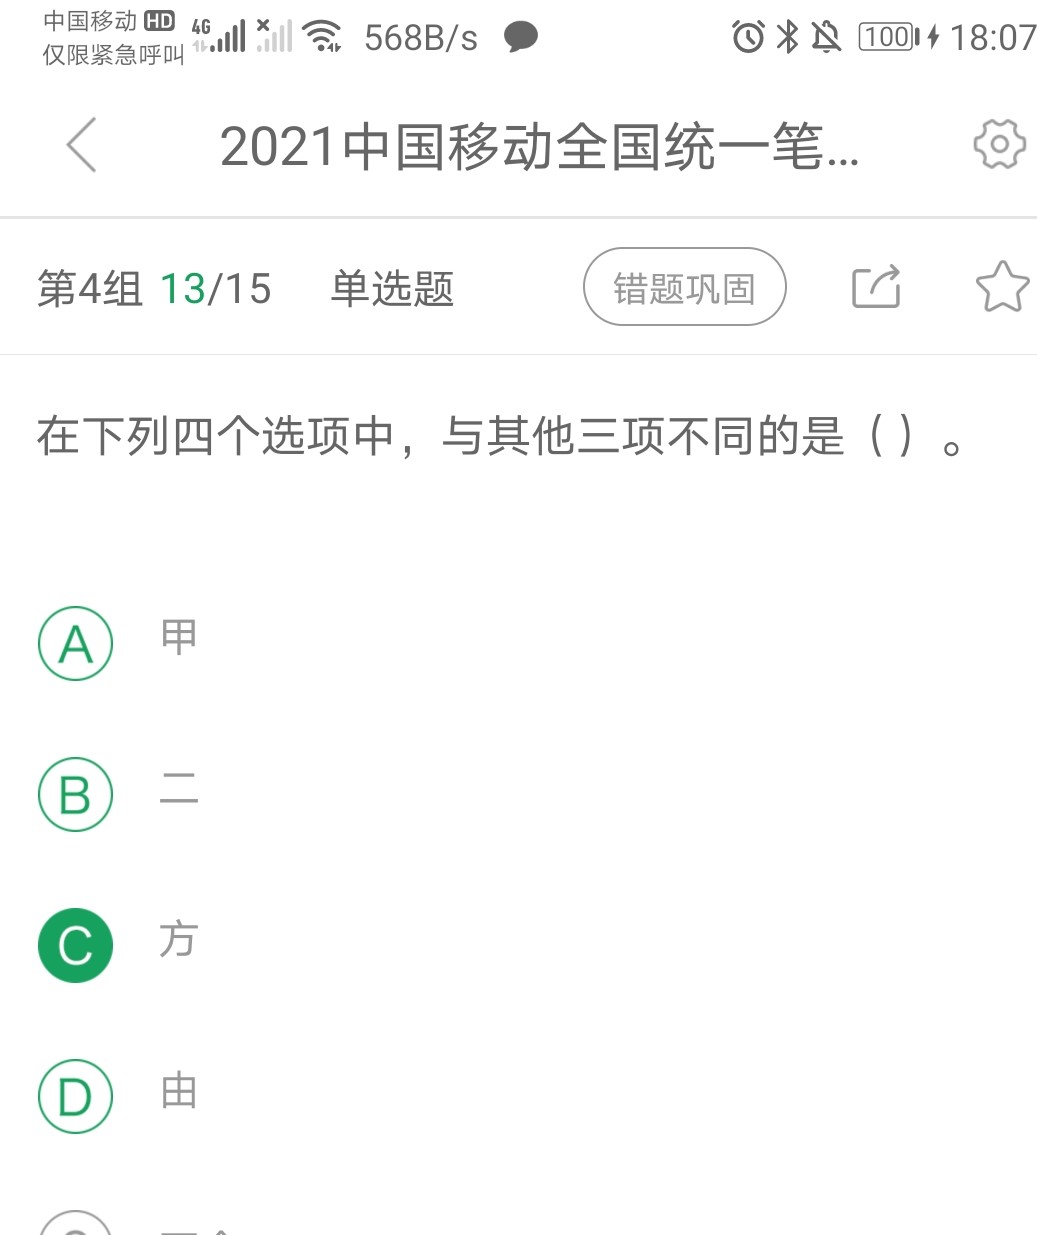 中国移动 HD 4G 568B/s 100 18:07
仅限紧急呼叫
2021中国移动全国统一笔...
第4组 13/15 单选题 错题巩固
在下列四个选项中，与其他三项不同的是（）。
A 甲
B 二
C 方
D 由